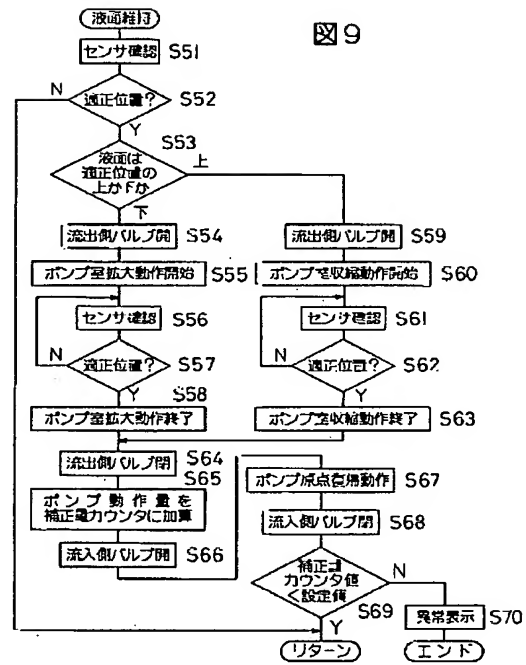 図9
液面維持
センサ確認 S51
N 適正位置? S52
Y
S53
液面は
適正位置の
上か下か
上
下
流出側バルブ開 S54
ポンプ室拡大動作開始 S55
センサ確認 S56
N 適正位置? S57
Y S58
ポンプ室拡大動作終了
流出側バルブ開 S59
ポンプ室収縮動作開始 S60
センサ確認 S61
N 適正位置? S62
Y
ポンプ室収縮動作終了 S63
流出側バルブ閉 S64
S65
ポンプ動作量を
補正量カウンタに加算
流入側バルブ開 S66
ポンプ原点復帰動作 S67
流入側バルブ閉 S68
補正量
カウンタ値
<設定値
N
S69
Y
異常表示 S70
リターン
エンド